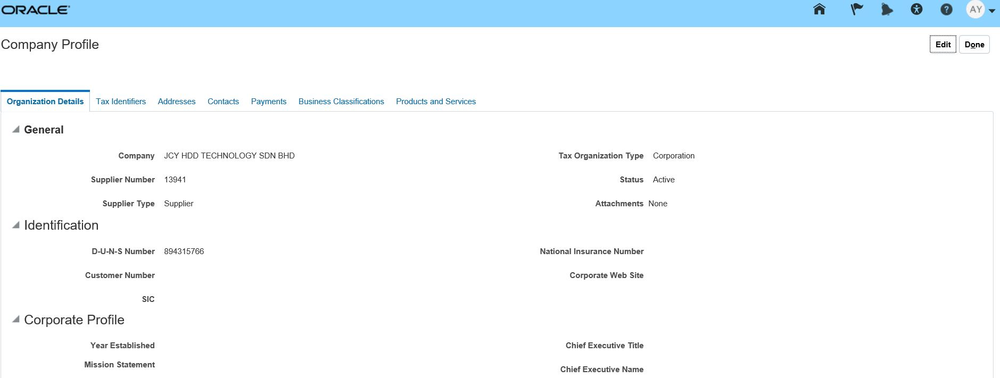 ORACLE
AY
Company Profile
Edit Done
Organization Details Tax Identifiers Addresses Contacts Payments Business Classifications Products and Services
General
Company JCY HDD TECHNOLOGY SDN BHD Tax Organization Type Corporation
Supplier Number 13941 Status Active
Supplier Type Supplier Attachments None
Identification
D-U-N-S Number 894315766 National Insurance Number
Customer Number Corporate Web Site
SIC
Corporate Profile
Year Established Chief Executive Title
Mission Statement
Chief Executive Name